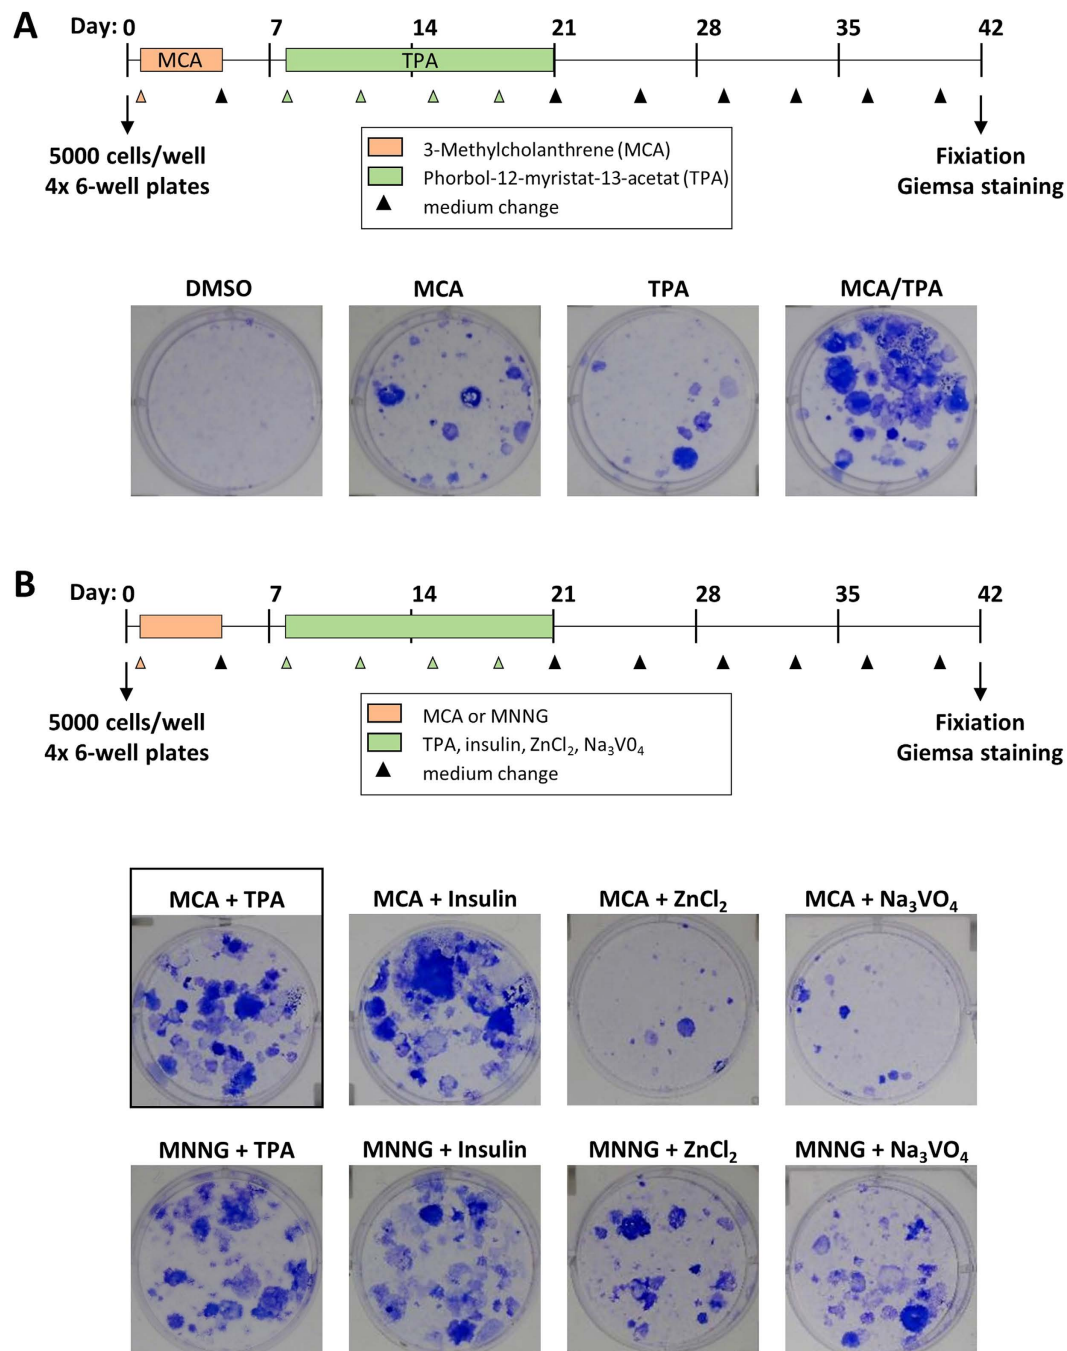 A
Day: 0 7 14 21 28 35 42
MCA TPA
5000 cells/well
4x 6-well plates
Fixiation
Giemsa staining
3-Methylcholanthrene (MCA)
Phorbol-12-myristat-13-acetat (TPA)
medium change
DMSO MCA TPA MCA/TPA
B
Day: 0 7 14 21 28 35 42
5000 cells/well
4x 6-well plates
Fixiation
Giemsa staining
MCA or MNNG
TPA, insulin, ZnCl₂, Na₃V0₄
medium change
MCA + TPA MCA + Insulin MCA + ZnCl₂ MCA + Na₃VO₄
MNNG + TPA MNNG + Insulin MNNG + ZnCl₂ MNNG + Na₃VO₄